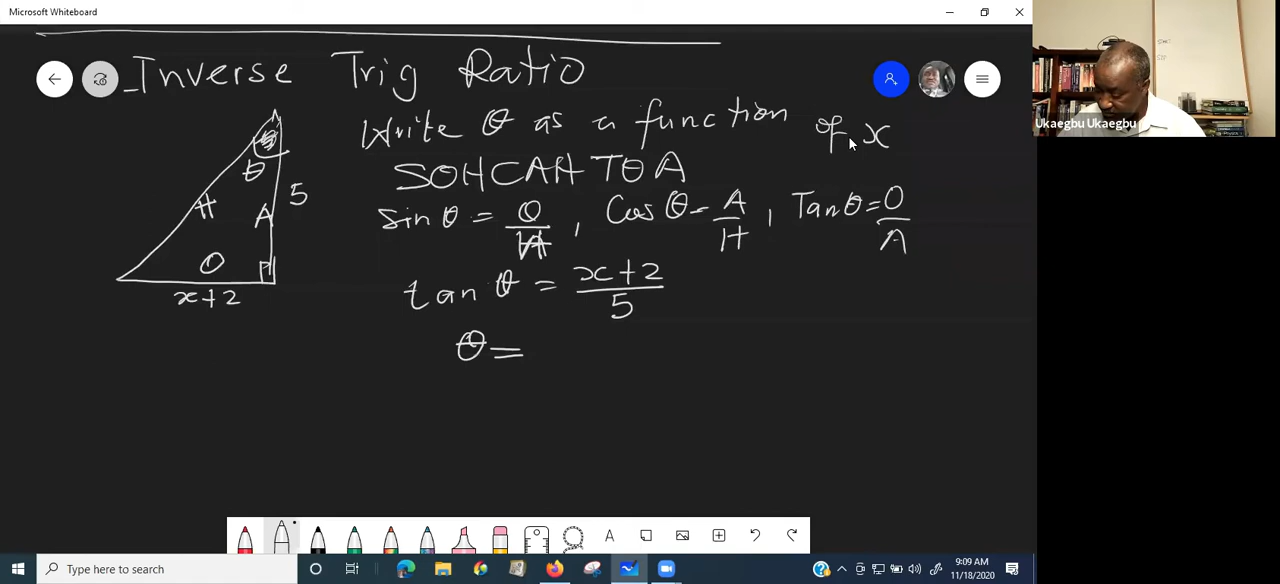 Microsoft Whiteboard
Inverse Trig Ratio
Write θ as a function of x
SOHCAHTOA
Sin θ = O/H, Cos θ = A/H, Tan θ = O/A
tan θ = x+2/5
θ =
θ
5
H
A
O
x+2
Ukaegbu Ukaegbu
Type here to search
9:09 AM
11/18/2020